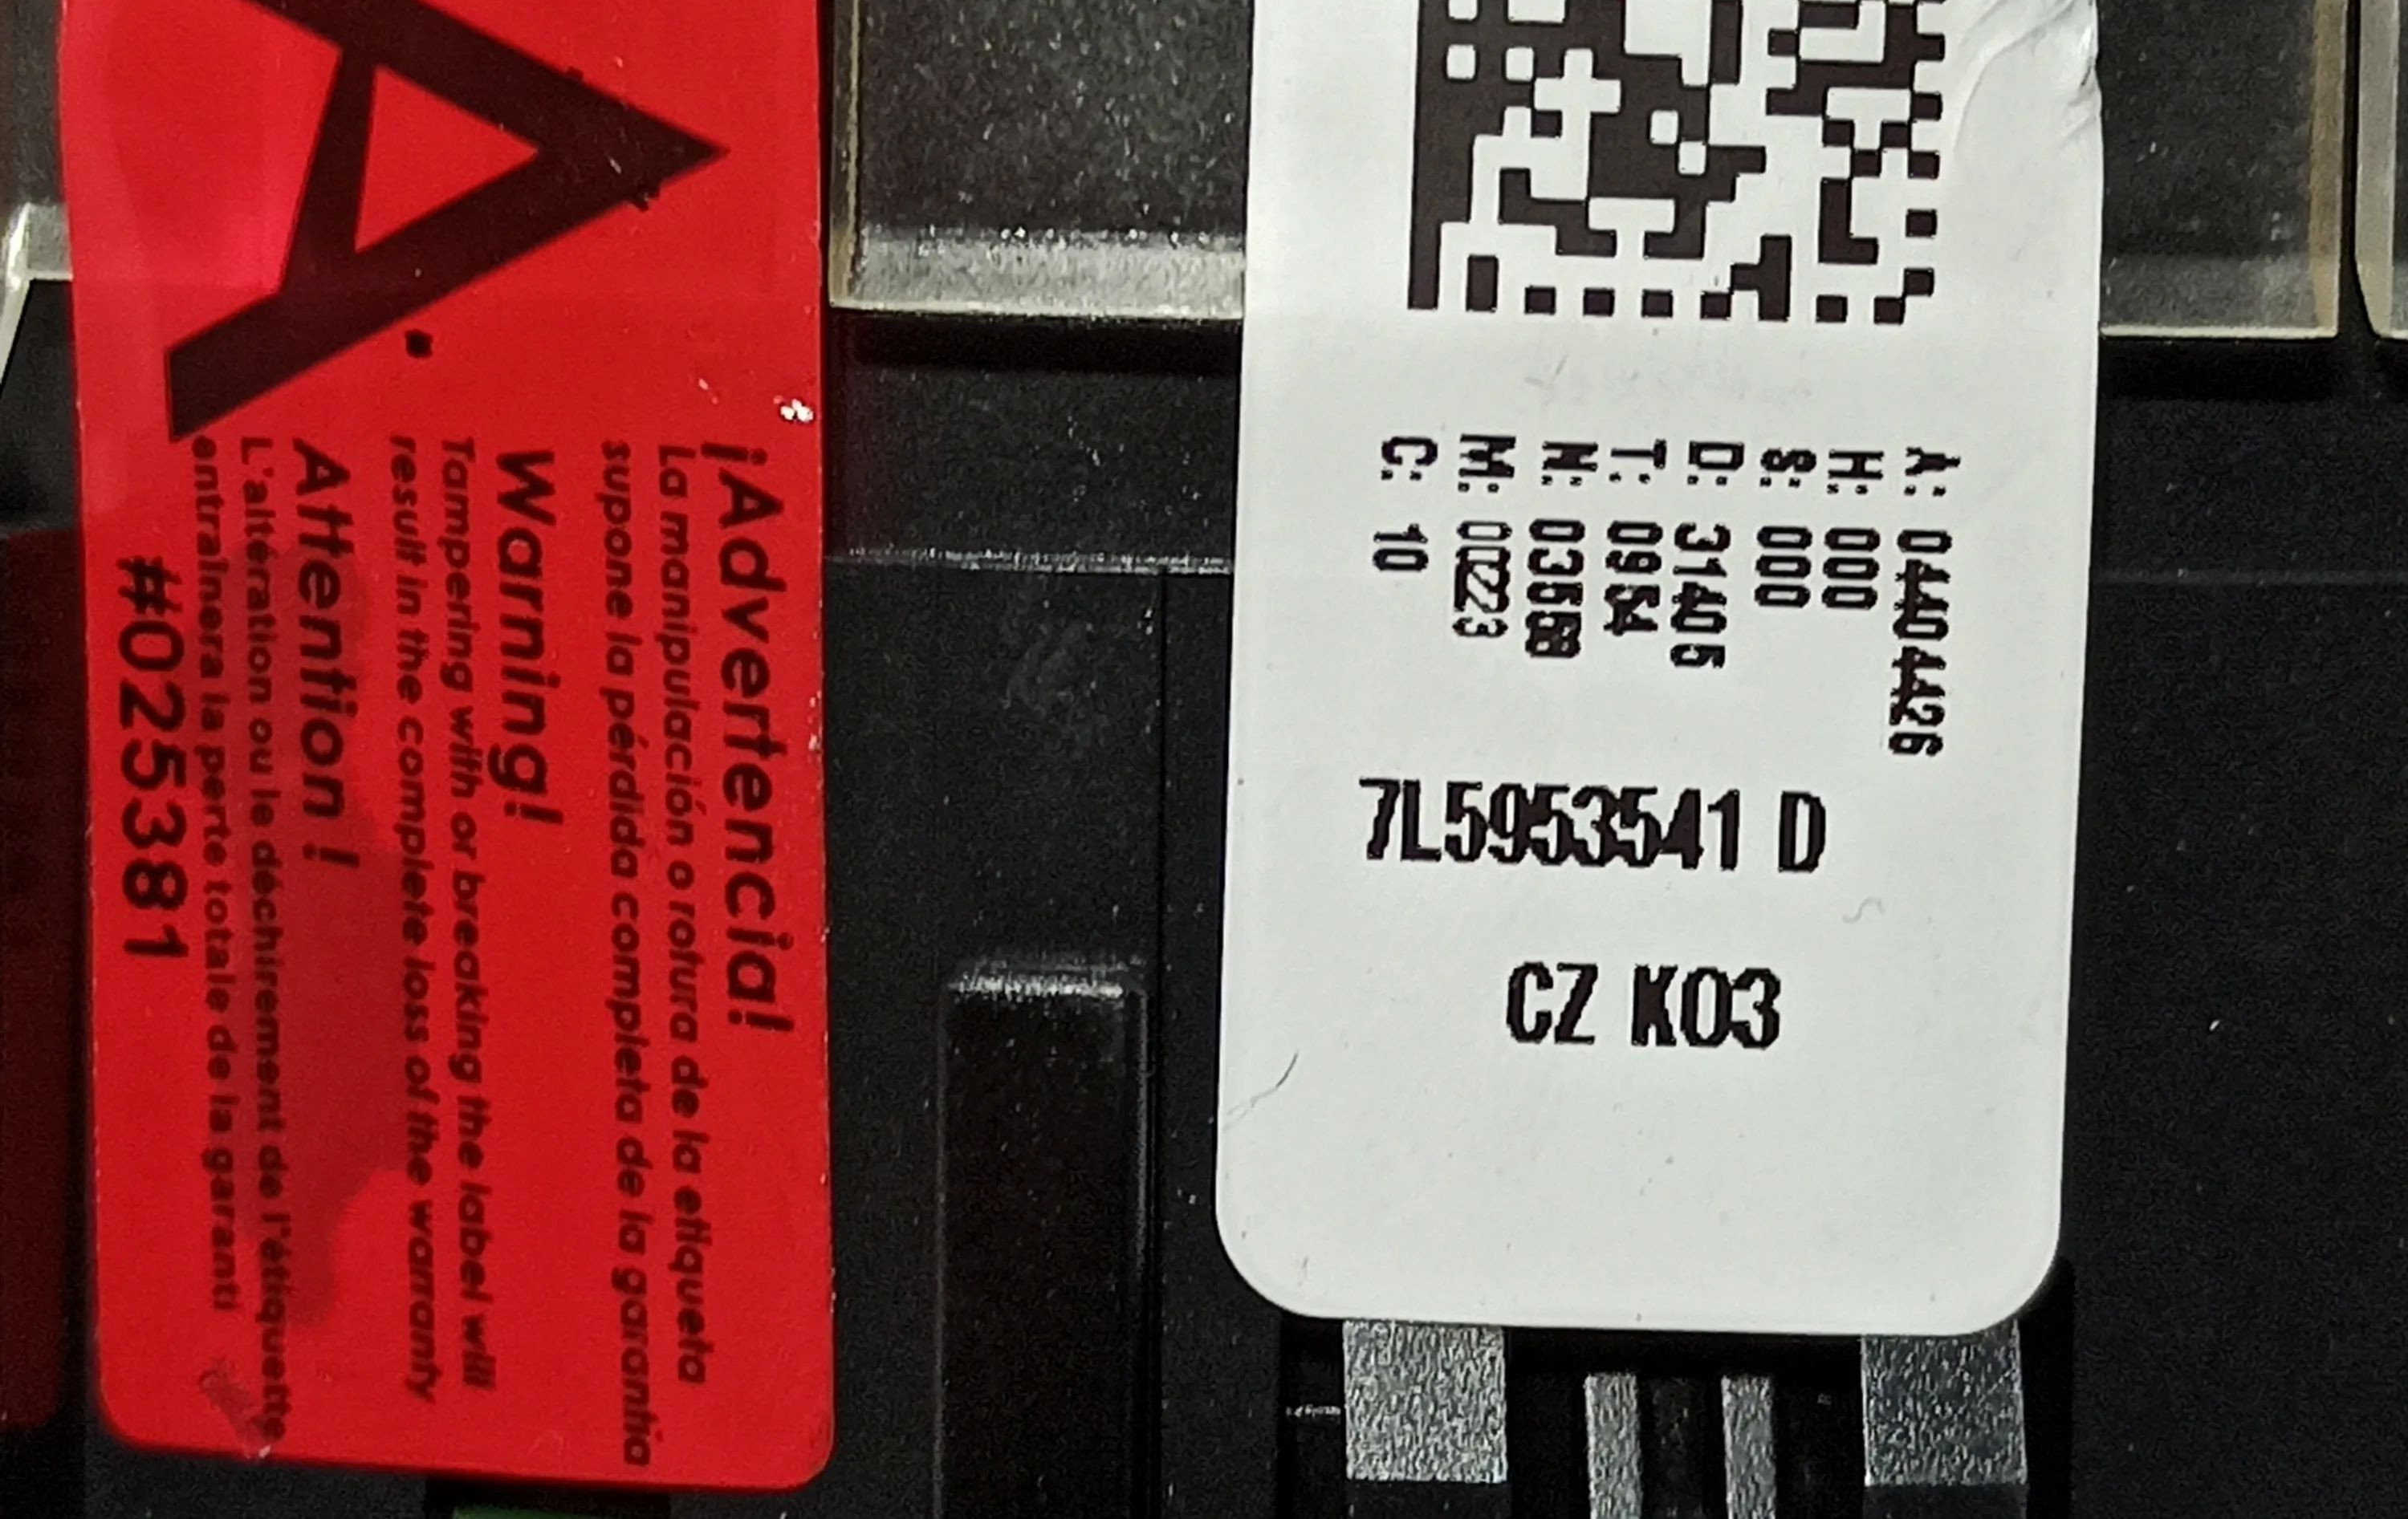 A
¡Advertencia!
La manipulación o rotura de la etiqueta
supone la pérdida completa de la garantía
Warning!
Tampering with or breaking the label will
result in the complete loss of the warranty
Attention !
L'altération ou le déchirement de l'étiquette
entraînera la perte totale de la garanti
#025381
A: 04404426
H: 000
S: 000
D: 31405
T: 0954
N: 03558
M:
C: 10
7L5953541 D
CZ K03